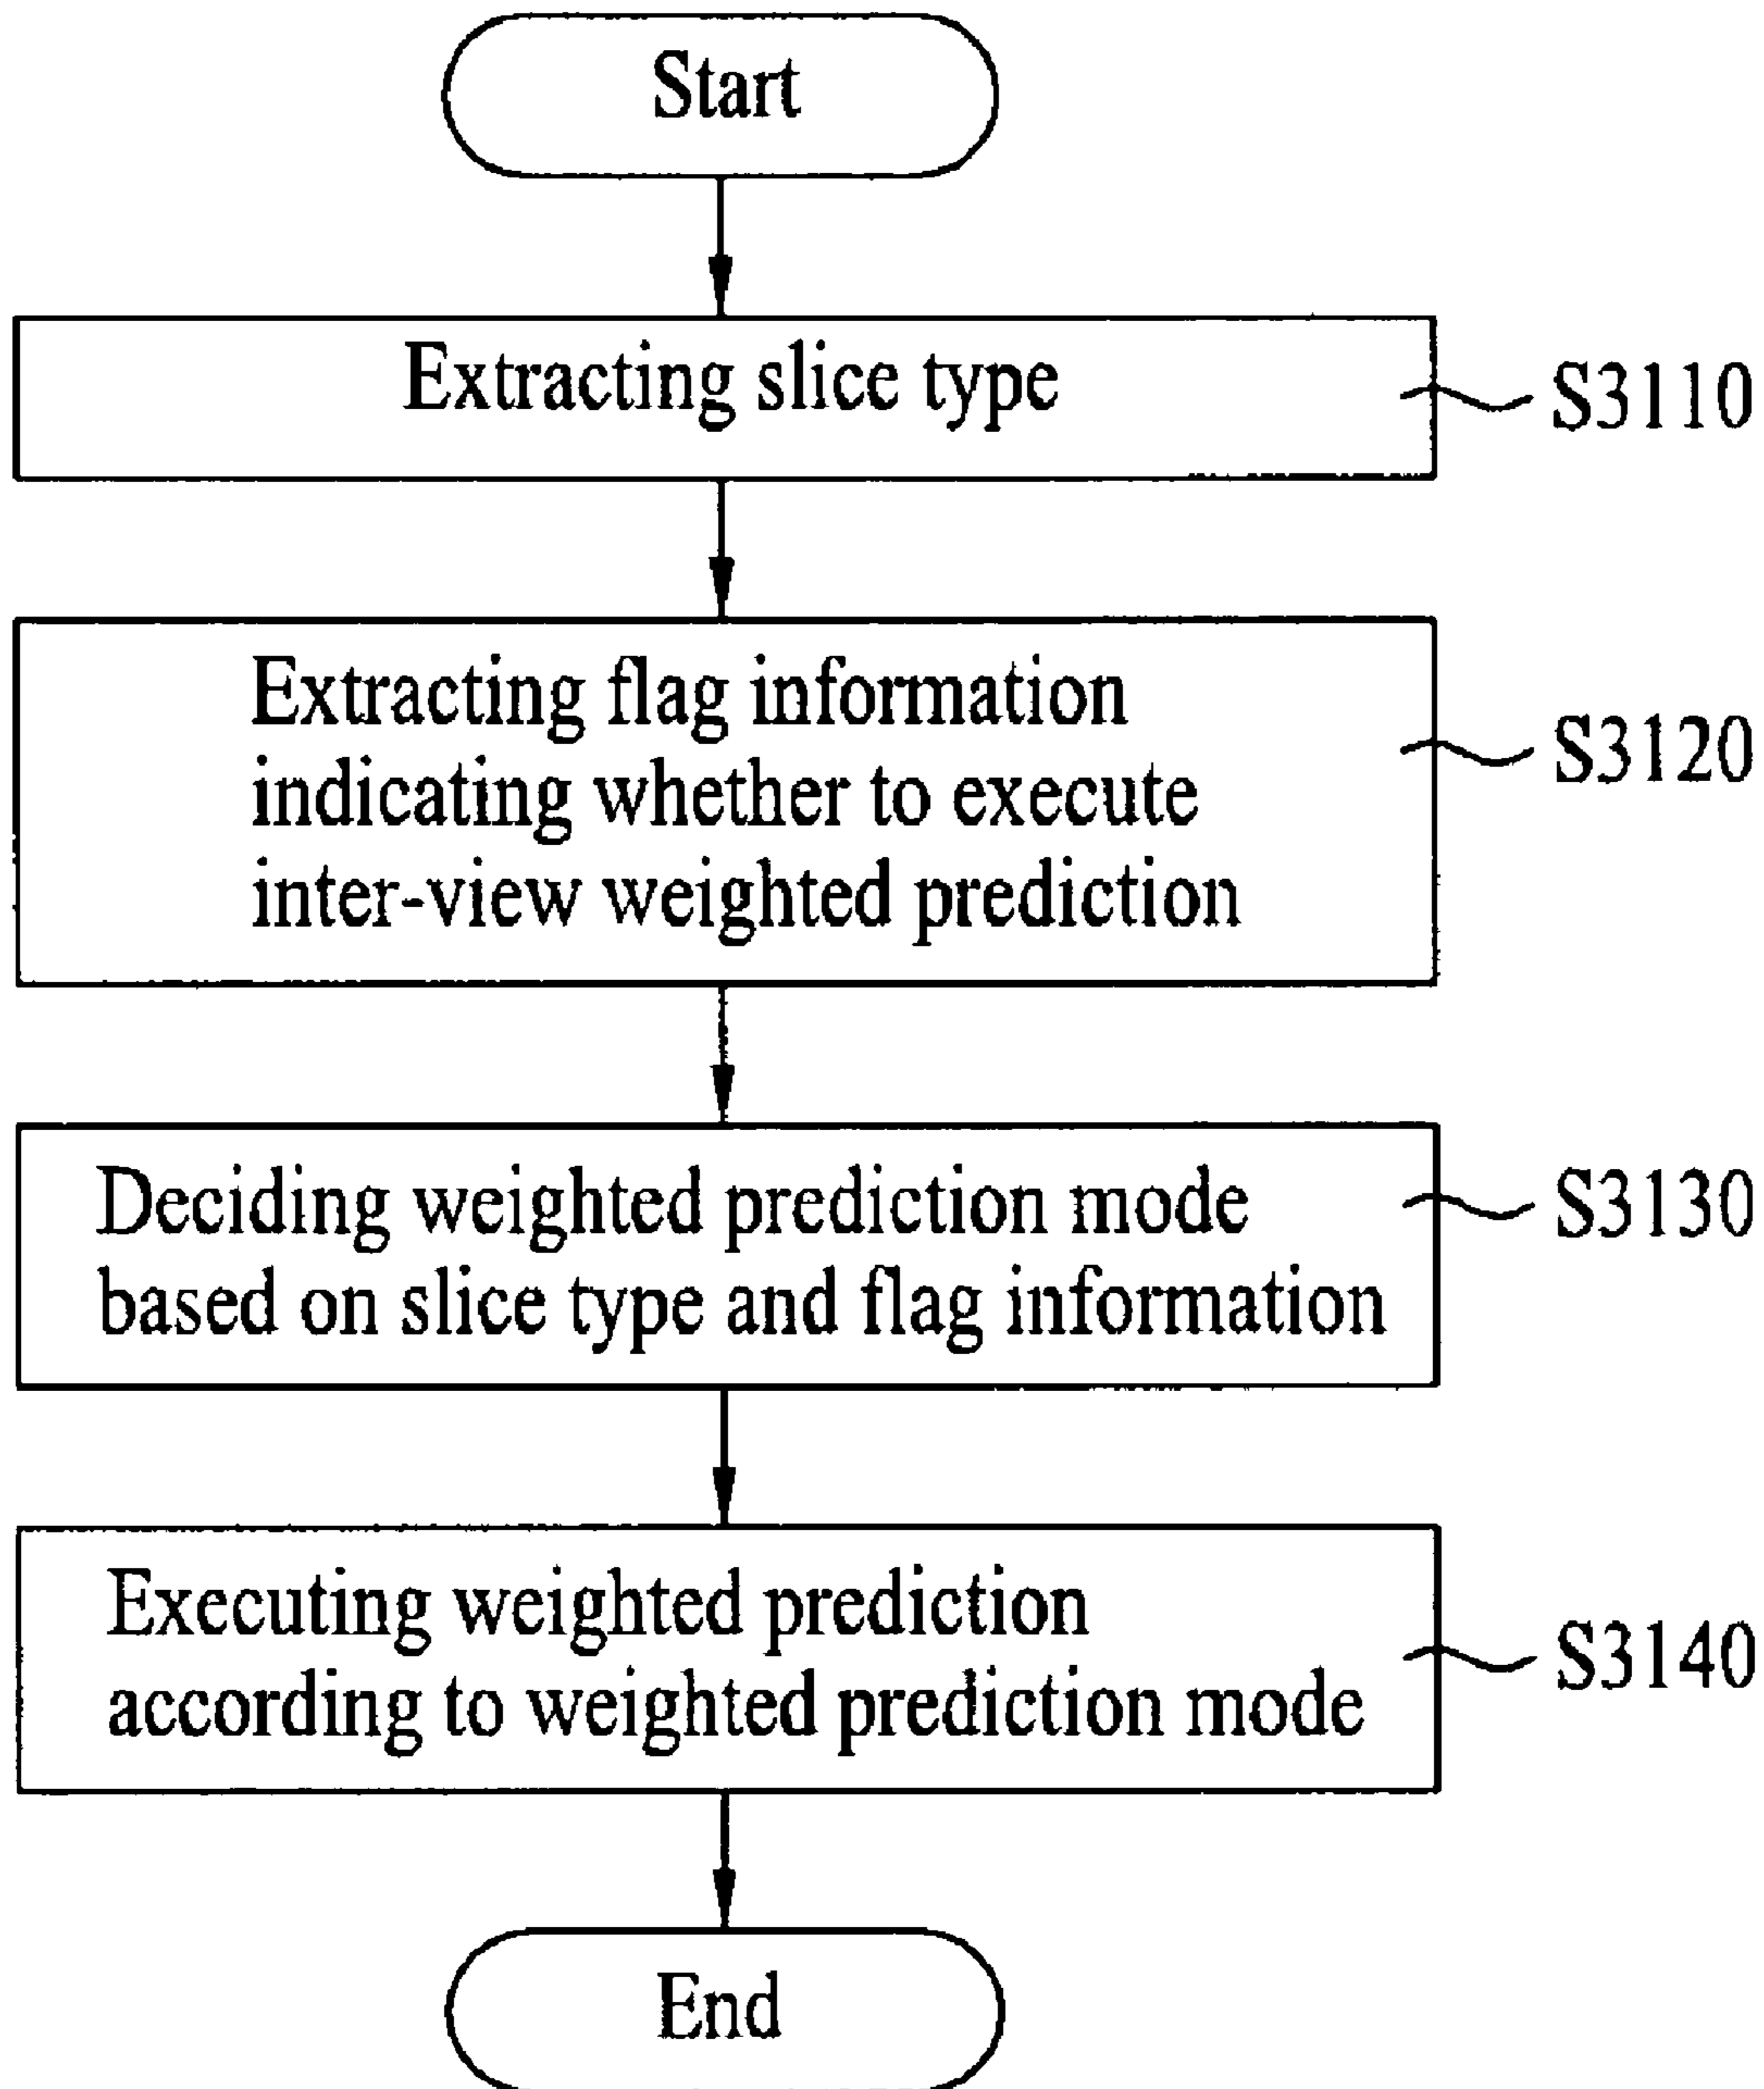 Start
Extracting slice type
S3110
Extracting flag information
indicating whether to execute
inter-view weighted prediction
S3120
Deciding weighted prediction mode
based on slice type and flag information
S3130
Executing weighted prediction
according to weighted prediction mode
S3140
End